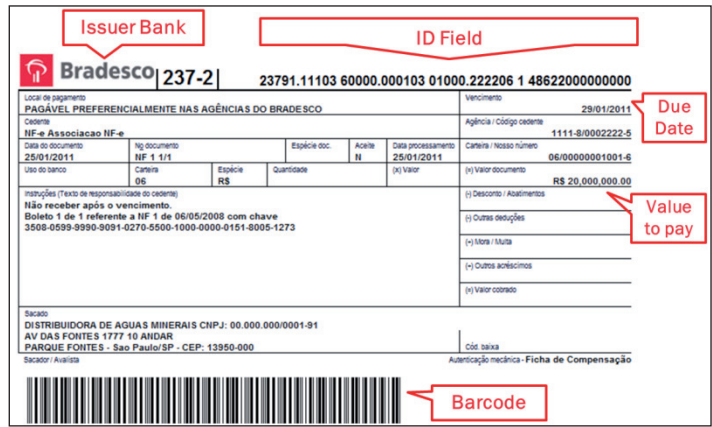 Issuer Bank
ID Field
Bradesco 237-2 23791.11103 60000.000103 01000.222206 1 48622000000000
Local de pagamento
PAGÁVEL PREFERENCIALMENTE NAS AGÊNCIAS DO BRADESCO
Vencimento
29/01/2011
Due
Date
Cedente
NF-e Associacao NF-e
Agência / Código cedente
1111-8/0002222-5
Data do documento Ng documento Espécie doc. Aceite Data processamento Carteira / Nosso número
25/01/2011 NF 1 1/1 N 25/01/2011 06/00000001001-6
Uso do banco Carteira Espécie Quantidade (x) Valor (=) Valor documento
06 R$ R$ 20,000,000.00
Instruções (Texto de responsabilidade do cedente)
Não receber após o vencimento.
Boleto 1 de 1 referente a NF 1 de 06/05/2008 com chave
3508-0599-9990-9091-0270-5500-1000-0000-0151-8005-1273
(-) Desconto / Abatimentos
Value
to pay
(-) Outras deduções
(+) Mora / Multa
(+) Outros acréscimos
(=) Valor cobrado
Sacado
DISTRIBUIDORA DE AGUAS MINERAIS CNPJ: 00.000.000/0001-91
AV DAS FONTES 1777 10 ANDAR
PARQUE FONTES - Sao Paulo/SP - CEP: 13950-000
Cód. baixa
Sacador / Avalista
Autenticação mecânica - Ficha de Compensação
Barcode